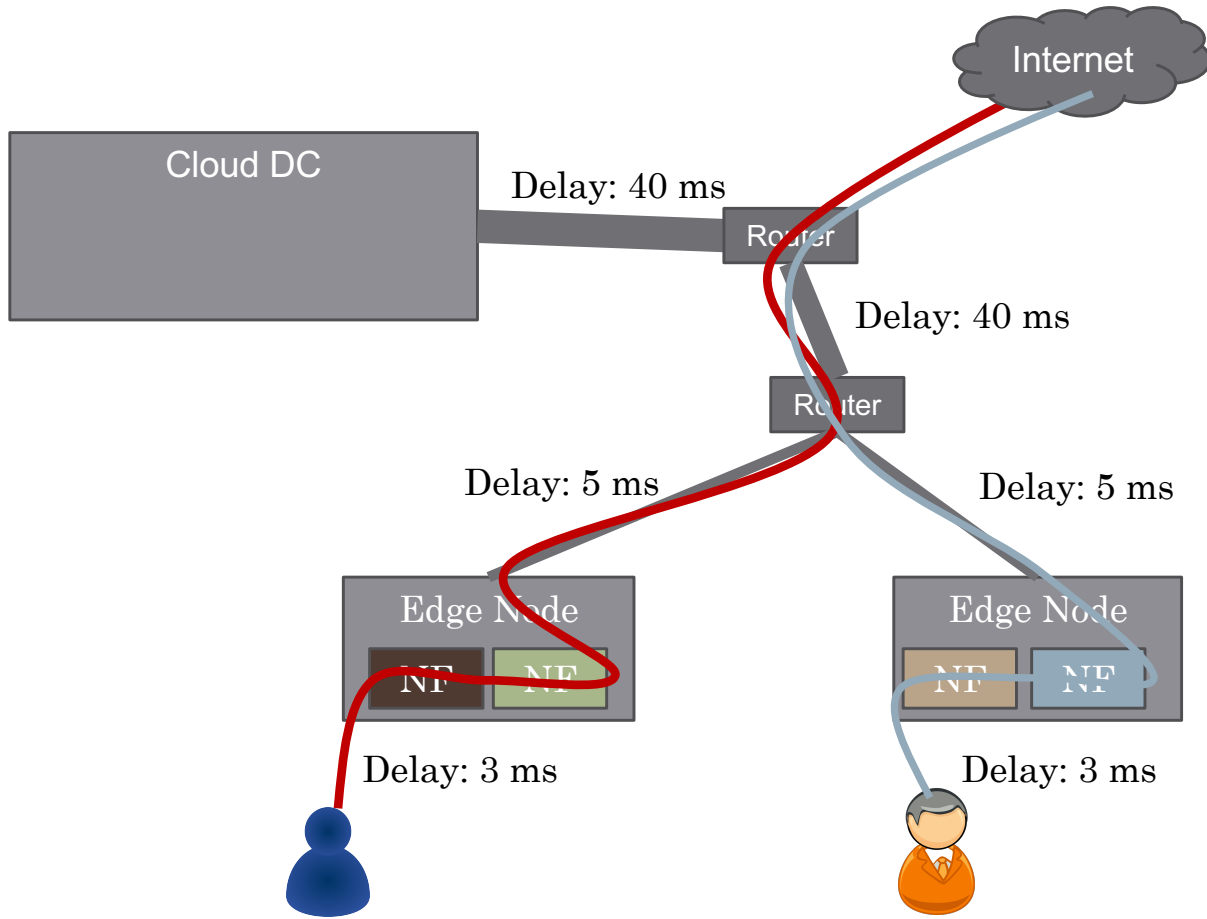 Internet
Cloud DC
Delay: 40 ms
Router
Delay: 40 ms
Router
Delay: 5 ms
Delay: 5 ms
Edge Node
NF NF
Edge Node
NF NF
Delay: 3 ms
Delay: 3 ms